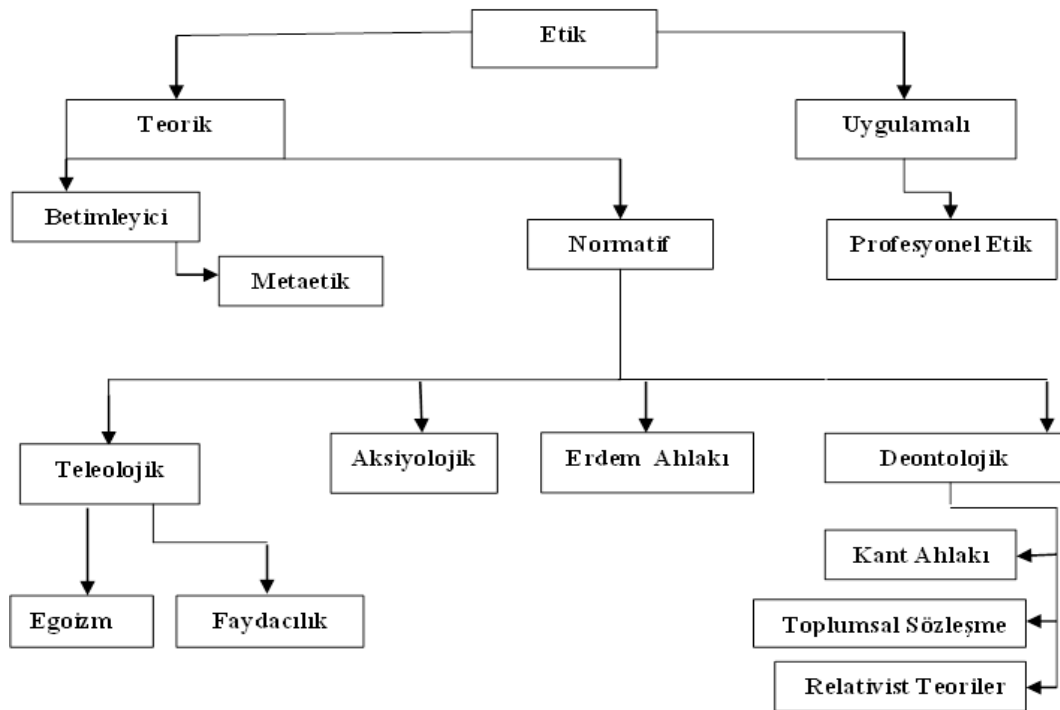 Etik
Teorik
Uygulamalı
Betimleyici
Normatif
Profesyonel Etik
Metaetik
Teleolojik
Aksiyolojik
Erdem Ahlakı
Deontolojik
Kant Ahlakı
Egoizm
Faydacılık
Toplumsal Sözleşme
Relativist Teoriler